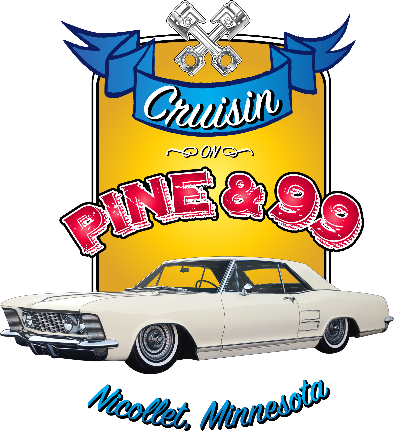 Cruisin
ON
PINE & 99
Nicollet, Minnesota